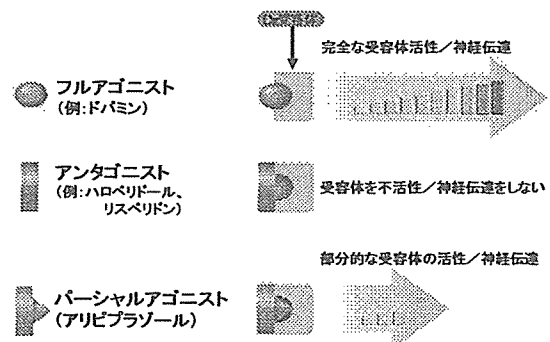 完全な受容体活性/神経伝達
フルアゴニスト
(例:ドパミン)
アンタゴニスト
(例:ハロペリドール、
リスペリドン)
受容体を不活性/神経伝達をしない
部分的な受容体の活性/神経伝達
パーシャルアゴニスト
(アリピプラゾール)